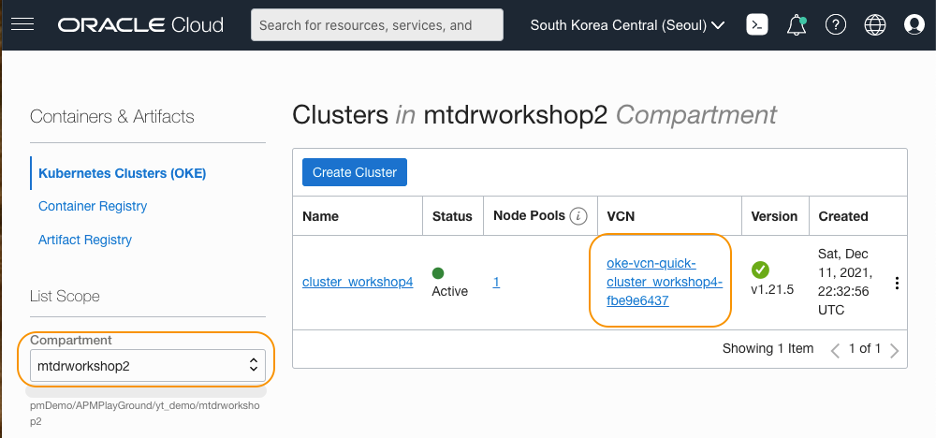 ORACLE Cloud
Search for resources, services, and
South Korea Central (Seoul)
Containers & Artifacts
Kubernetes Clusters (OKE)
Container Registry
Artifact Registry
List Scope
Compartment
mtdrworkshop2
pmDemo/APMPlayGround/yt_demo/mtdrworksho
p2
Clusters in mtdrworkshop2 Compartment
Create Cluster
Name Status Node Pools i VCN Version Created
cluster_workshop4
Active
1
oke-vcn-quick-
cluster_workshop4-
fbe9e6437
v1.21.5
Sat, Dec
11, 2021,
22:32:56
UTC
Showing 1 Item
1 of 1